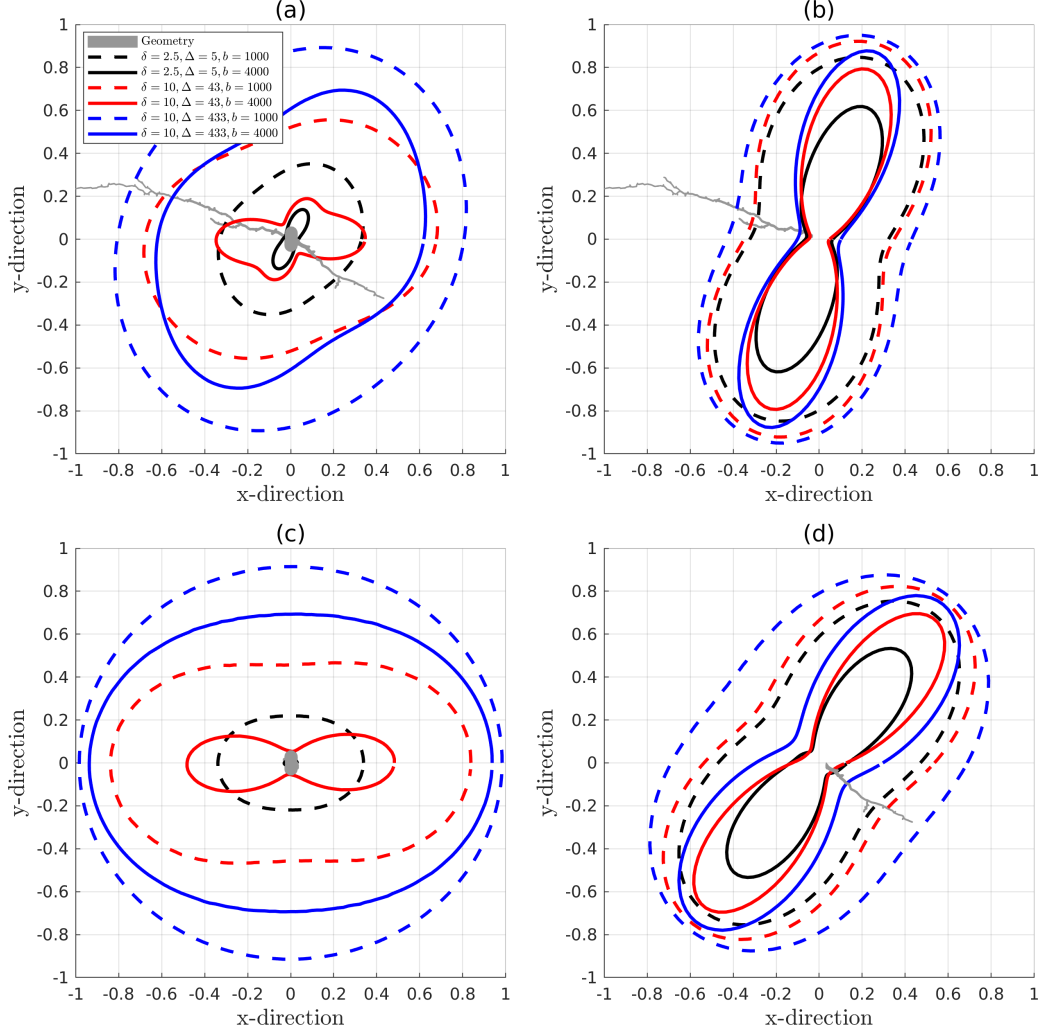 (a)
1
0.8
0.6
0.4
0.2
0
-0.2
-0.4
-0.6
-0.8
-1
y-direction
Geometry
δ = 2.5, Δ = 5, b = 1000
δ = 2.5, Δ = 5, b = 4000
δ = 10, Δ = 43, b = 1000
δ = 10, Δ = 43, b = 4000
δ = 10, Δ = 433, b = 1000
δ = 10, Δ = 433, b = 4000
-1 -0.8 -0.6 -0.4 -0.2 0 0.2 0.4 0.6 0.8 1
x-direction
(b)
1
0.8
0.6
0.4
0.2
0
-0.2
-0.4
-0.6
-0.8
-1
y-direction
-1 -0.8 -0.6 -0.4 -0.2 0 0.2 0.4 0.6 0.8 1
x-direction
(c)
1
0.8
0.6
0.4
0.2
0
-0.2
-0.4
-0.6
-0.8
-1
y-direction
-1 -0.8 -0.6 -0.4 -0.2 0 0.2 0.4 0.6 0.8 1
x-direction
(d)
1
0.8
0.6
0.4
0.2
0
-0.2
-0.4
-0.6
-0.8
-1
y-direction
-1 -0.8 -0.6 -0.4 -0.2 0 0.2 0.4 0.6 0.8 1
x-direction